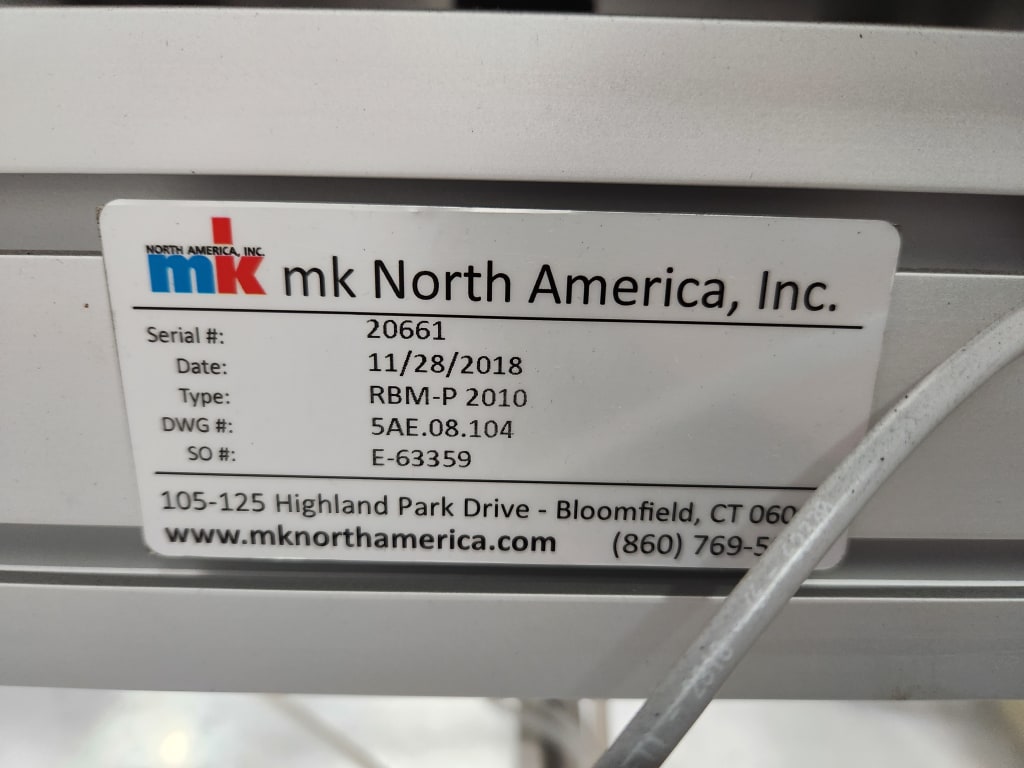 NORTH AMERICA, INC.
mk
mk North America, Inc.
Serial #: 20661
Date: 11/28/2018
Type: RBM-P 2010
DWG #: 5AE.08.104
SO #: E-63359
105-125 Highland Park Drive - Bloomfield, CT 060
www.mknorthamerica.com (860) 769-5